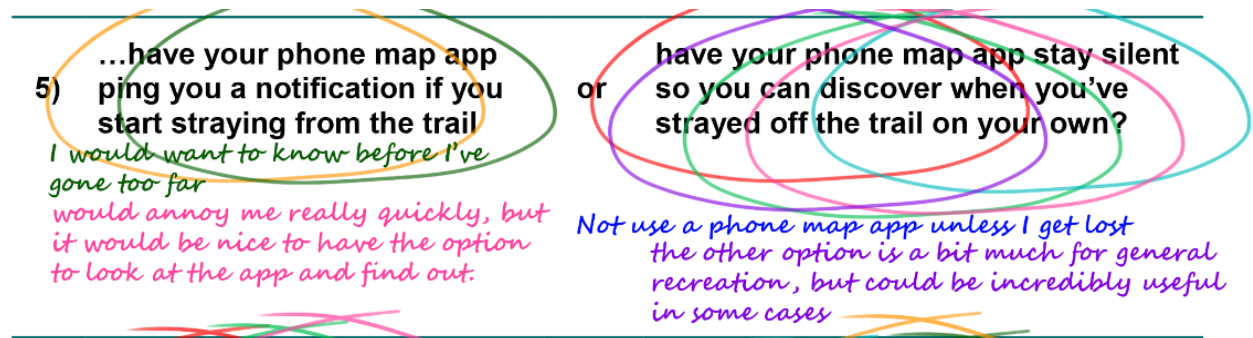 5) …have your phone map app
ping you a notification if you
start straying from the trail
or
have your phone map app stay silent
so you can discover when you've
strayed off the trail on your own?
I would want to know before I've
gone too far
would annoy me really quickly, but
it would be nice to have the option
to look at the app and find out.
Not use a phone map app unless I get lost
the other option is a bit much for general
recreation, but could be incredibly useful
in some cases